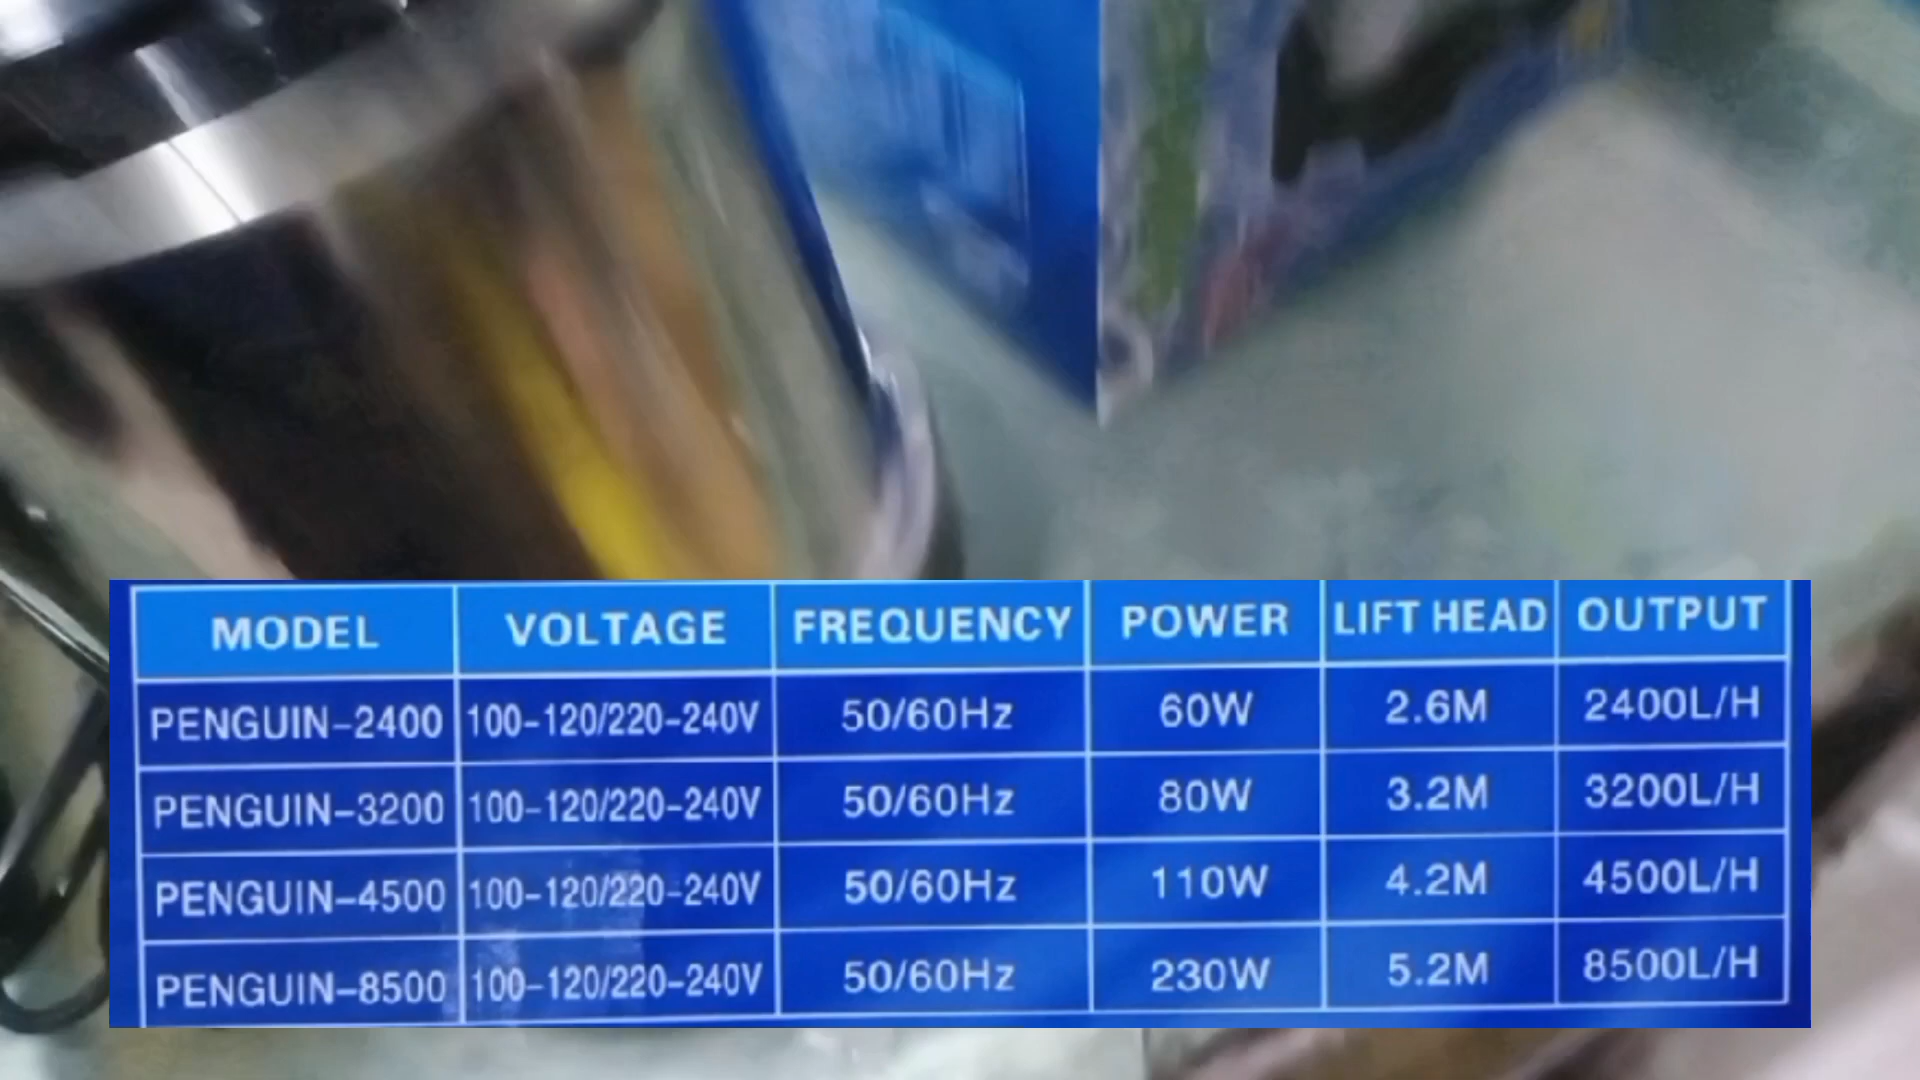 MODEL VOLTAGE FREQUENCY POWER LIFT HEAD OUTPUT
PENGUIN-2400 100-120/220-240V 50/60Hz 60W 2.6M 2400L/H
PENGUIN-3200 100-120/220-240V 50/60Hz 80W 3.2M 3200L/H
PENGUIN-4500 100-120/220-240V 50/60Hz 110W 4.2M 4500L/H
PENGUIN-8500 100-120/220-240V 50/60Hz 230W 5.2M 8500L/H